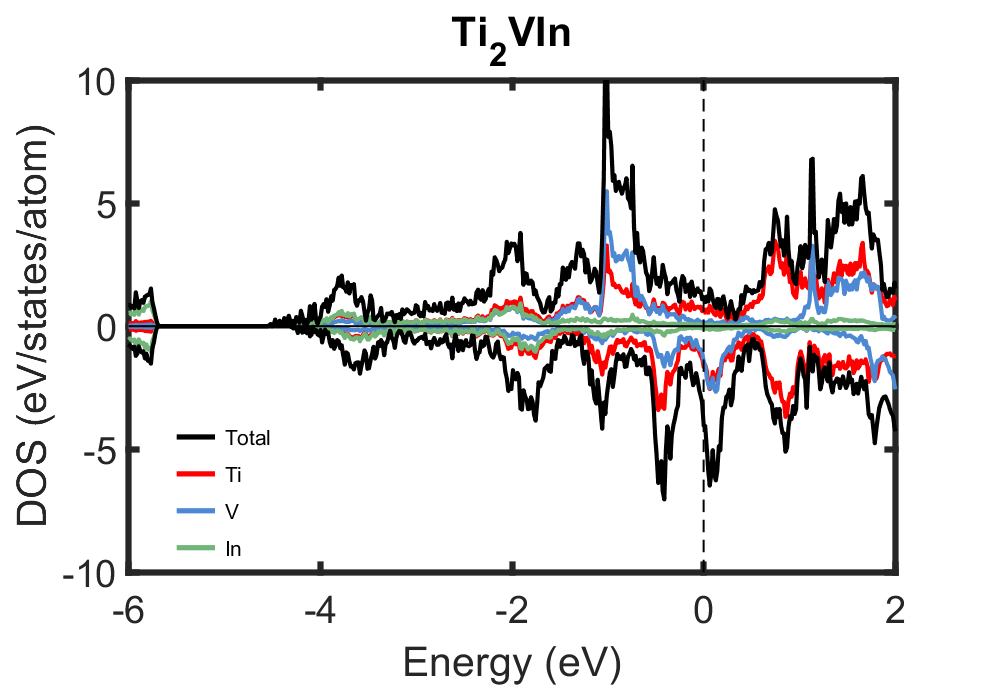 Ti₂VIn
DOS (eV/states/atom)
10
5
0
-5
-10
Total
Ti
V
In
-6 -4 -2 0 2
Energy (eV)